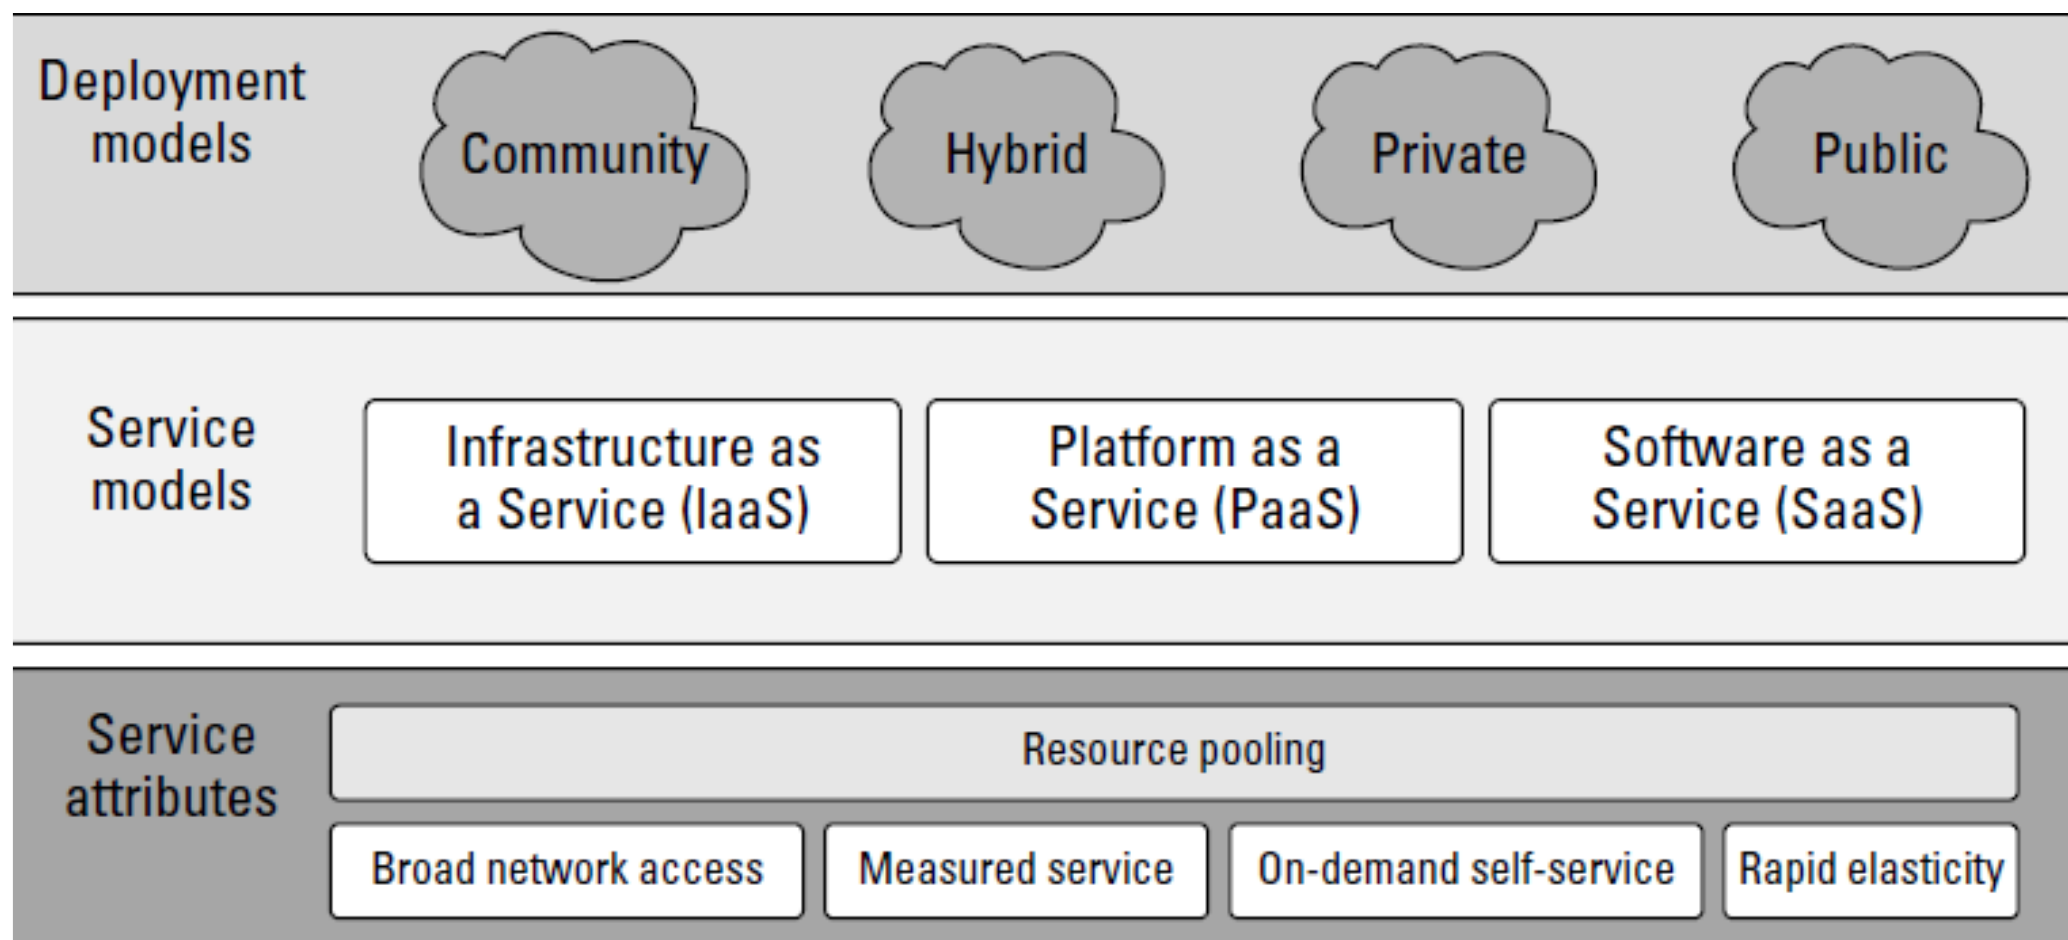 Deployment
models
Community
Hybrid
Private
Public
Service
models
Infrastructure as
a Service (IaaS)
Platform as a
Service (PaaS)
Software as a
Service (SaaS)
Service
attributes
Resource pooling
Broad network access
Measured service
On-demand self-service
Rapid elasticity